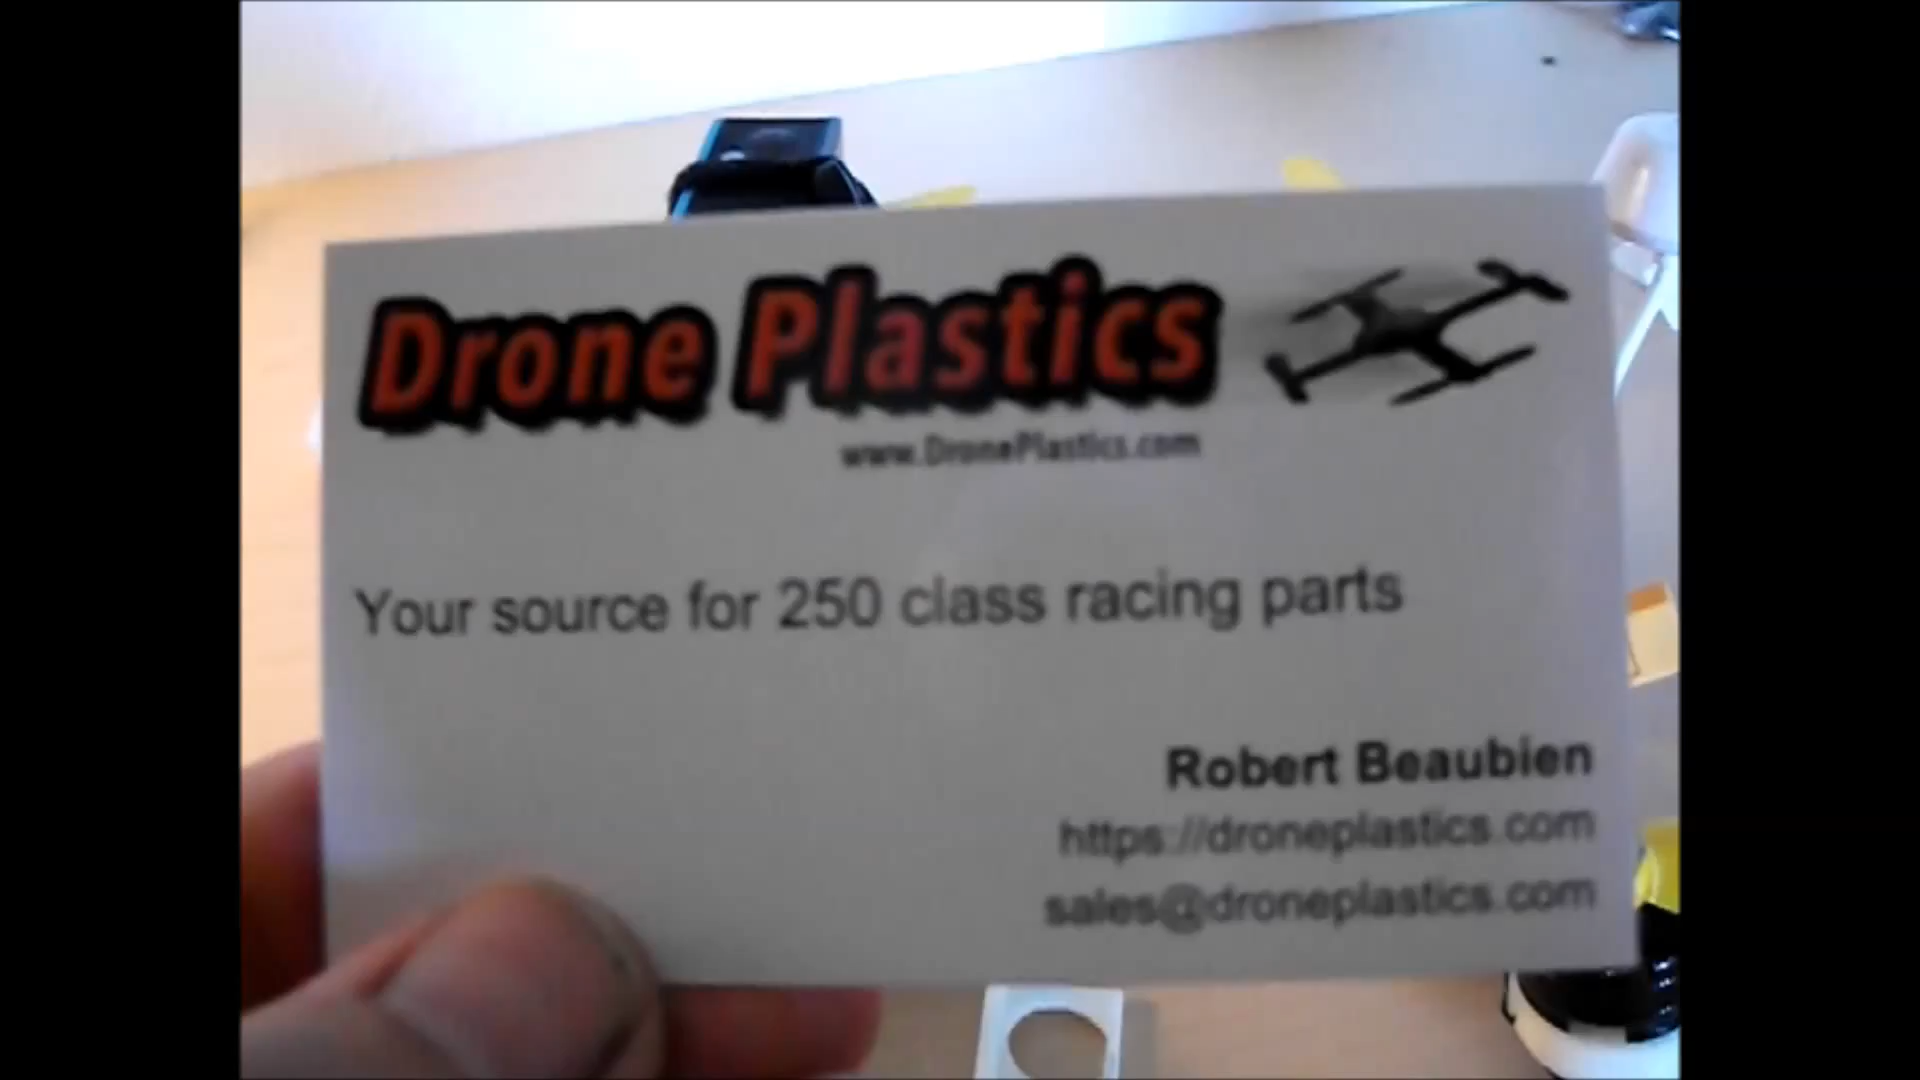 Drone Plastics
www.DronePlastics.com
Your source for 250 class racing parts
Robert Beaubien
https://droneplastics.com
sales@droneplastics.com